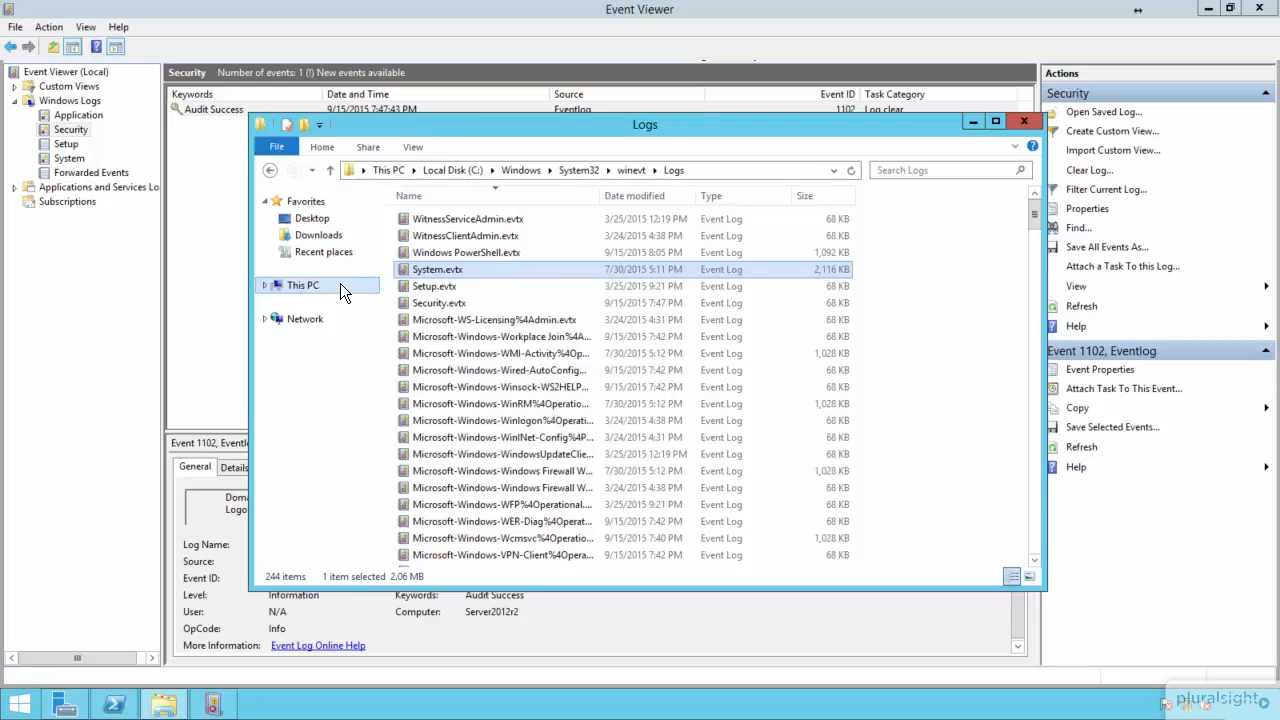 Event Viewer
File Action View Help
Event Viewer (Local)
Custom Views
Windows Logs
Application
Security
Setup
System
Forwarded Events
Applications and Services Lo
Subscriptions
Security Number of events: 1 (!) New events available
Keywords Date and Time Source Event ID Task Category
Audit Success 9/15/2015 7:47:43 PM Eventlog 1102 Log clear
Logs
File Home Share View
This PC Local Disk (C:) Windows System32 winevt Logs Search Logs
Favorites
Desktop
Downloads
Recent places
This PC
Network
Name Date modified Type Size
WitnessServiceAdmin.evtx 3/25/2015 12:19 PM Event Log 68 KB
WitnessClientAdmin.evtx 3/24/2015 4:38 PM Event Log 68 KB
Windows PowerShell.evtx 9/15/2015 8:05 PM Event Log 1,092 KB
System.evtx 7/30/2015 5:11 PM Event Log 2,116 KB
Setup.evtx 3/25/2015 9:21 PM Event Log 68 KB
Security.evtx 9/15/2015 7:47 PM Event Log 68 KB
Microsoft-WS-Licensing%4Admin.evtx 3/24/2015 4:31 PM Event Log 68 KB
Microsoft-Windows-Workplace Join%4A... 9/15/2015 7:42 PM Event Log 68 KB
Microsoft-Windows-WMI-Activity%4Op... 7/30/2015 5:12 PM Event Log 1,028 KB
Microsoft-Windows-Wired-AutoConfig... 9/15/2015 7:42 PM Event Log 68 KB
Microsoft-Windows-Winsock-WS2HELP... 9/15/2015 7:42 PM Event Log 68 KB
Microsoft-Windows-WinRM%4Operatio... 7/30/2015 5:12 PM Event Log 1,028 KB
Microsoft-Windows-Winlogon%4Operati... 3/24/2015 4:38 PM Event Log 68 KB
Microsoft-Windows-WinINet-Config%4P... 3/24/2015 4:31 PM Event Log 68 KB
Microsoft-Windows-WindowsUpdateClie... 3/25/2015 12:19 PM Event Log 68 KB
Microsoft-Windows-Windows Firewall W... 7/30/2015 5:12 PM Event Log 1,028 KB
Microsoft-Windows-Windows Firewall W... 3/24/2015 4:38 PM Event Log 68 KB
Microsoft-Windows-WFP%4Operational.... 3/25/2015 9:21 PM Event Log 68 KB
Microsoft-Windows-WER-Diag%4Operat... 9/15/2015 7:42 PM Event Log 68 KB
Microsoft-Windows-Wcmsvc%4Operatio... 9/15/2015 7:40 PM Event Log 1,028 KB
Microsoft-Windows-VPN-Client%4Opera... 9/15/2015 7:42 PM Event Log 68 KB
244 items 1 item selected 2.06 MB
Event 1102, Eventlo
General Details
Doma
Logo
Log Name:
Source:
Event ID:
Level: Information Keywords: Audit Success
User: N/A Computer: Server2012r2
OpCode: Info
More Information: Event Log Online Help
Actions
Security
Open Saved Log...
Create Custom View...
Import Custom View...
Clear Log...
Filter Current Log...
Properties
Find...
Save All Events As...
Attach a Task To this Log...
View
Refresh
Help
Event 1102, Eventlog
Event Properties
Attach Task To This Event...
Copy
Save Selected Events...
Refresh
Help
pluralsight